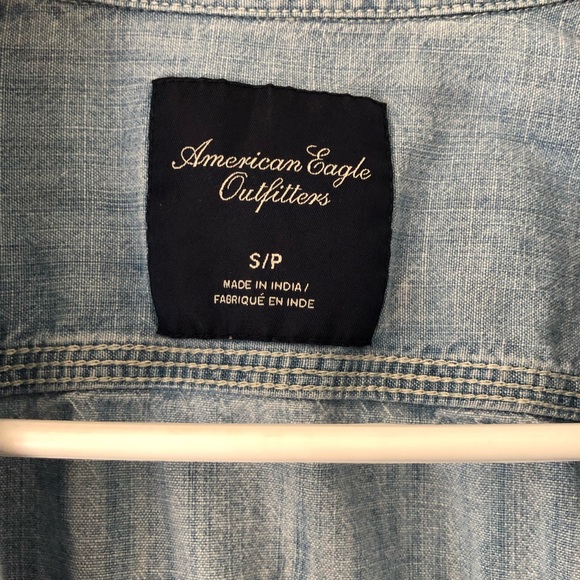 American Eagle
Outfitters
S/P
MADE IN INDIA/
FABRIQUÉ EN INDE